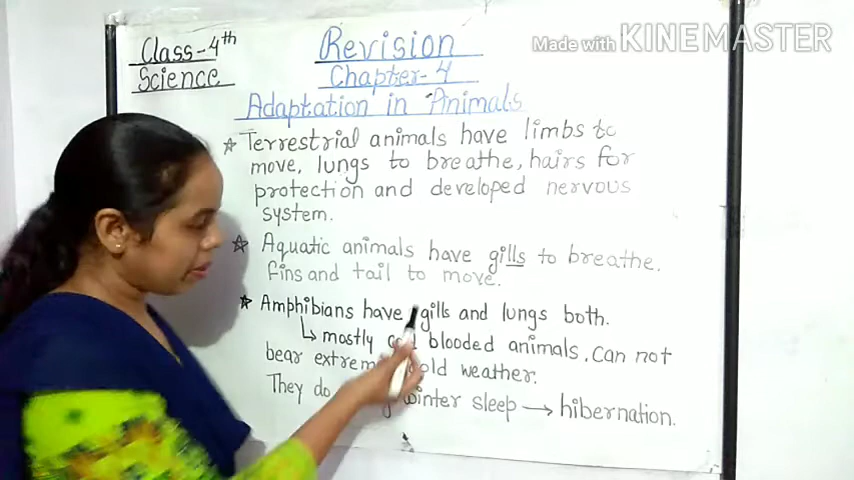 Made with KINEMASTER
Class-4th
Science
Revision
Chapter-4
Adaptation in Animals
Terrestrial animals have limbs to
move, lungs to breathe, hairs for
protection and developed nervous
system.
Aquatic animals have gills to breathe.
fins and tail to move.
Amphibians have gills and lungs both.
↳ mostly blooded animals. Can not
bear weather.
They do winter sleep → hibernation.